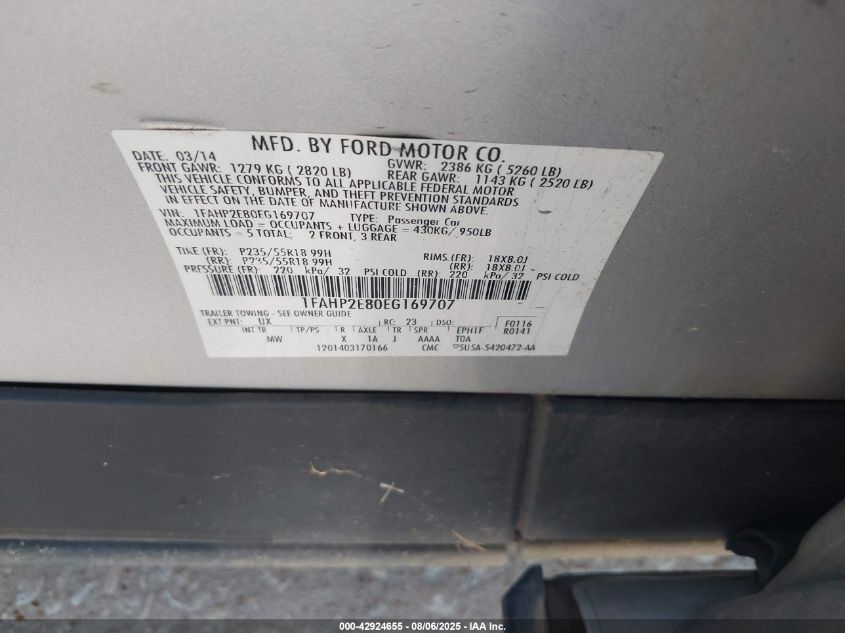 MFD. BY FORD MOTOR CO.
DATE: 03/14 GVWR: 2386 KG ( 5260 LB)
FRONT GAWR: 1279 KG ( 2820 LB) REAR GAWR: 1143 KG ( 2520 LB)
THIS VEHICLE CONFORMS TO ALL APPLICABLE FEDERAL MOTOR
VEHICLE SAFETY, BUMPER, AND THEFT PREVENTION STANDARDS
IN EFFECT ON THE DATE OF MANUFACTURE SHOWN ABOVE.
VIN: 1FAHP2E80EG169707 TYPE: Passenger Car
MAXIMUM LOAD = OCCUPANTS + LUGGAGE = 430KG/ 950LB
OCCUPANTS = 5 TOTAL; 2 FRONT, 3 REAR
TIRE (FR): P235/55R18 99H RIMS (FR): 18X8.0J
(RR): P235/55R18 99H (RR): 18X8.0J
PRESSURE (FR): 220 kPa/ 32 PSI COLD (RR): 220 kPa/ 32 PSI COLD
1FAHP2E80EG169707
TRAILER TOWING - SEE OWNER GUIDE
EXT PNT: UX RC: 23 DSO: F0116
INT TR TP/PS R AXLE TR SPR EPH1F R0141
MW X 1A J AAAA TOA
1201403170166 CMC 5U5A-5420472-AA
000-42924655 - 08/06/2025 - IAA Inc.